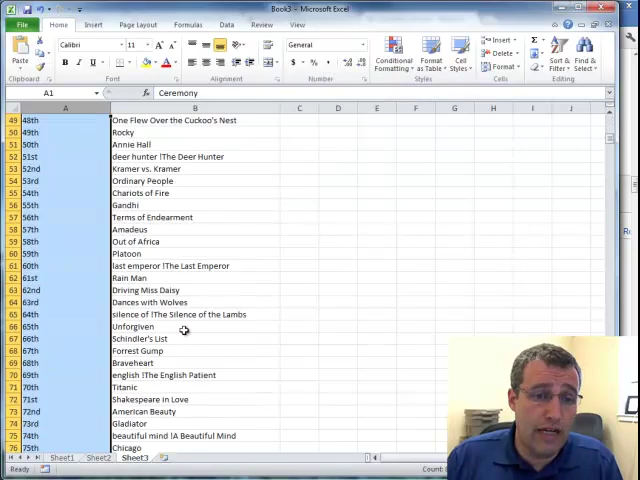 Book3 - Microsoft Excel
File Home Insert Page Layout Formulas Data Review View
Calibri 11 General Insert
Paste Conditional Formatting Format as Table Cell Styles Delete Sort & Filter Find & Select
Format
Clipboard Font Alignment Number Styles Cells Editing
A1 fx Ceremony
A B C D E F G H I J
49 48th One Flew Over the Cuckoo's Nest
50 49th Rocky
51 50th Annie Hall
52 51st deer hunter !The Deer Hunter
53 52nd Kramer vs. Kramer
54 53rd Ordinary People
55 54th Chariots of Fire
56 55th Gandhi
57 56th Terms of Endearment
58 57th Amadeus
59 58th Out of Africa
60 59th Platoon
61 60th last emperor !The Last Emperor
62 61st Rain Man
63 62nd Driving Miss Daisy
64 63rd Dances with Wolves
65 64th silence of !The Silence of the Lambs
66 65th Unforgiven
67 66th Schindler's List
68 67th Forrest Gump
69 68th Braveheart
70 69th english !The English Patient
71 70th Titanic
72 71st Shakespeare in Love
73 72nd American Beauty
74 73rd Gladiator
75 74th beautiful mind !A Beautiful Mind
76 75th Chicago
Sheet1 Sheet2 Sheet3
Ready